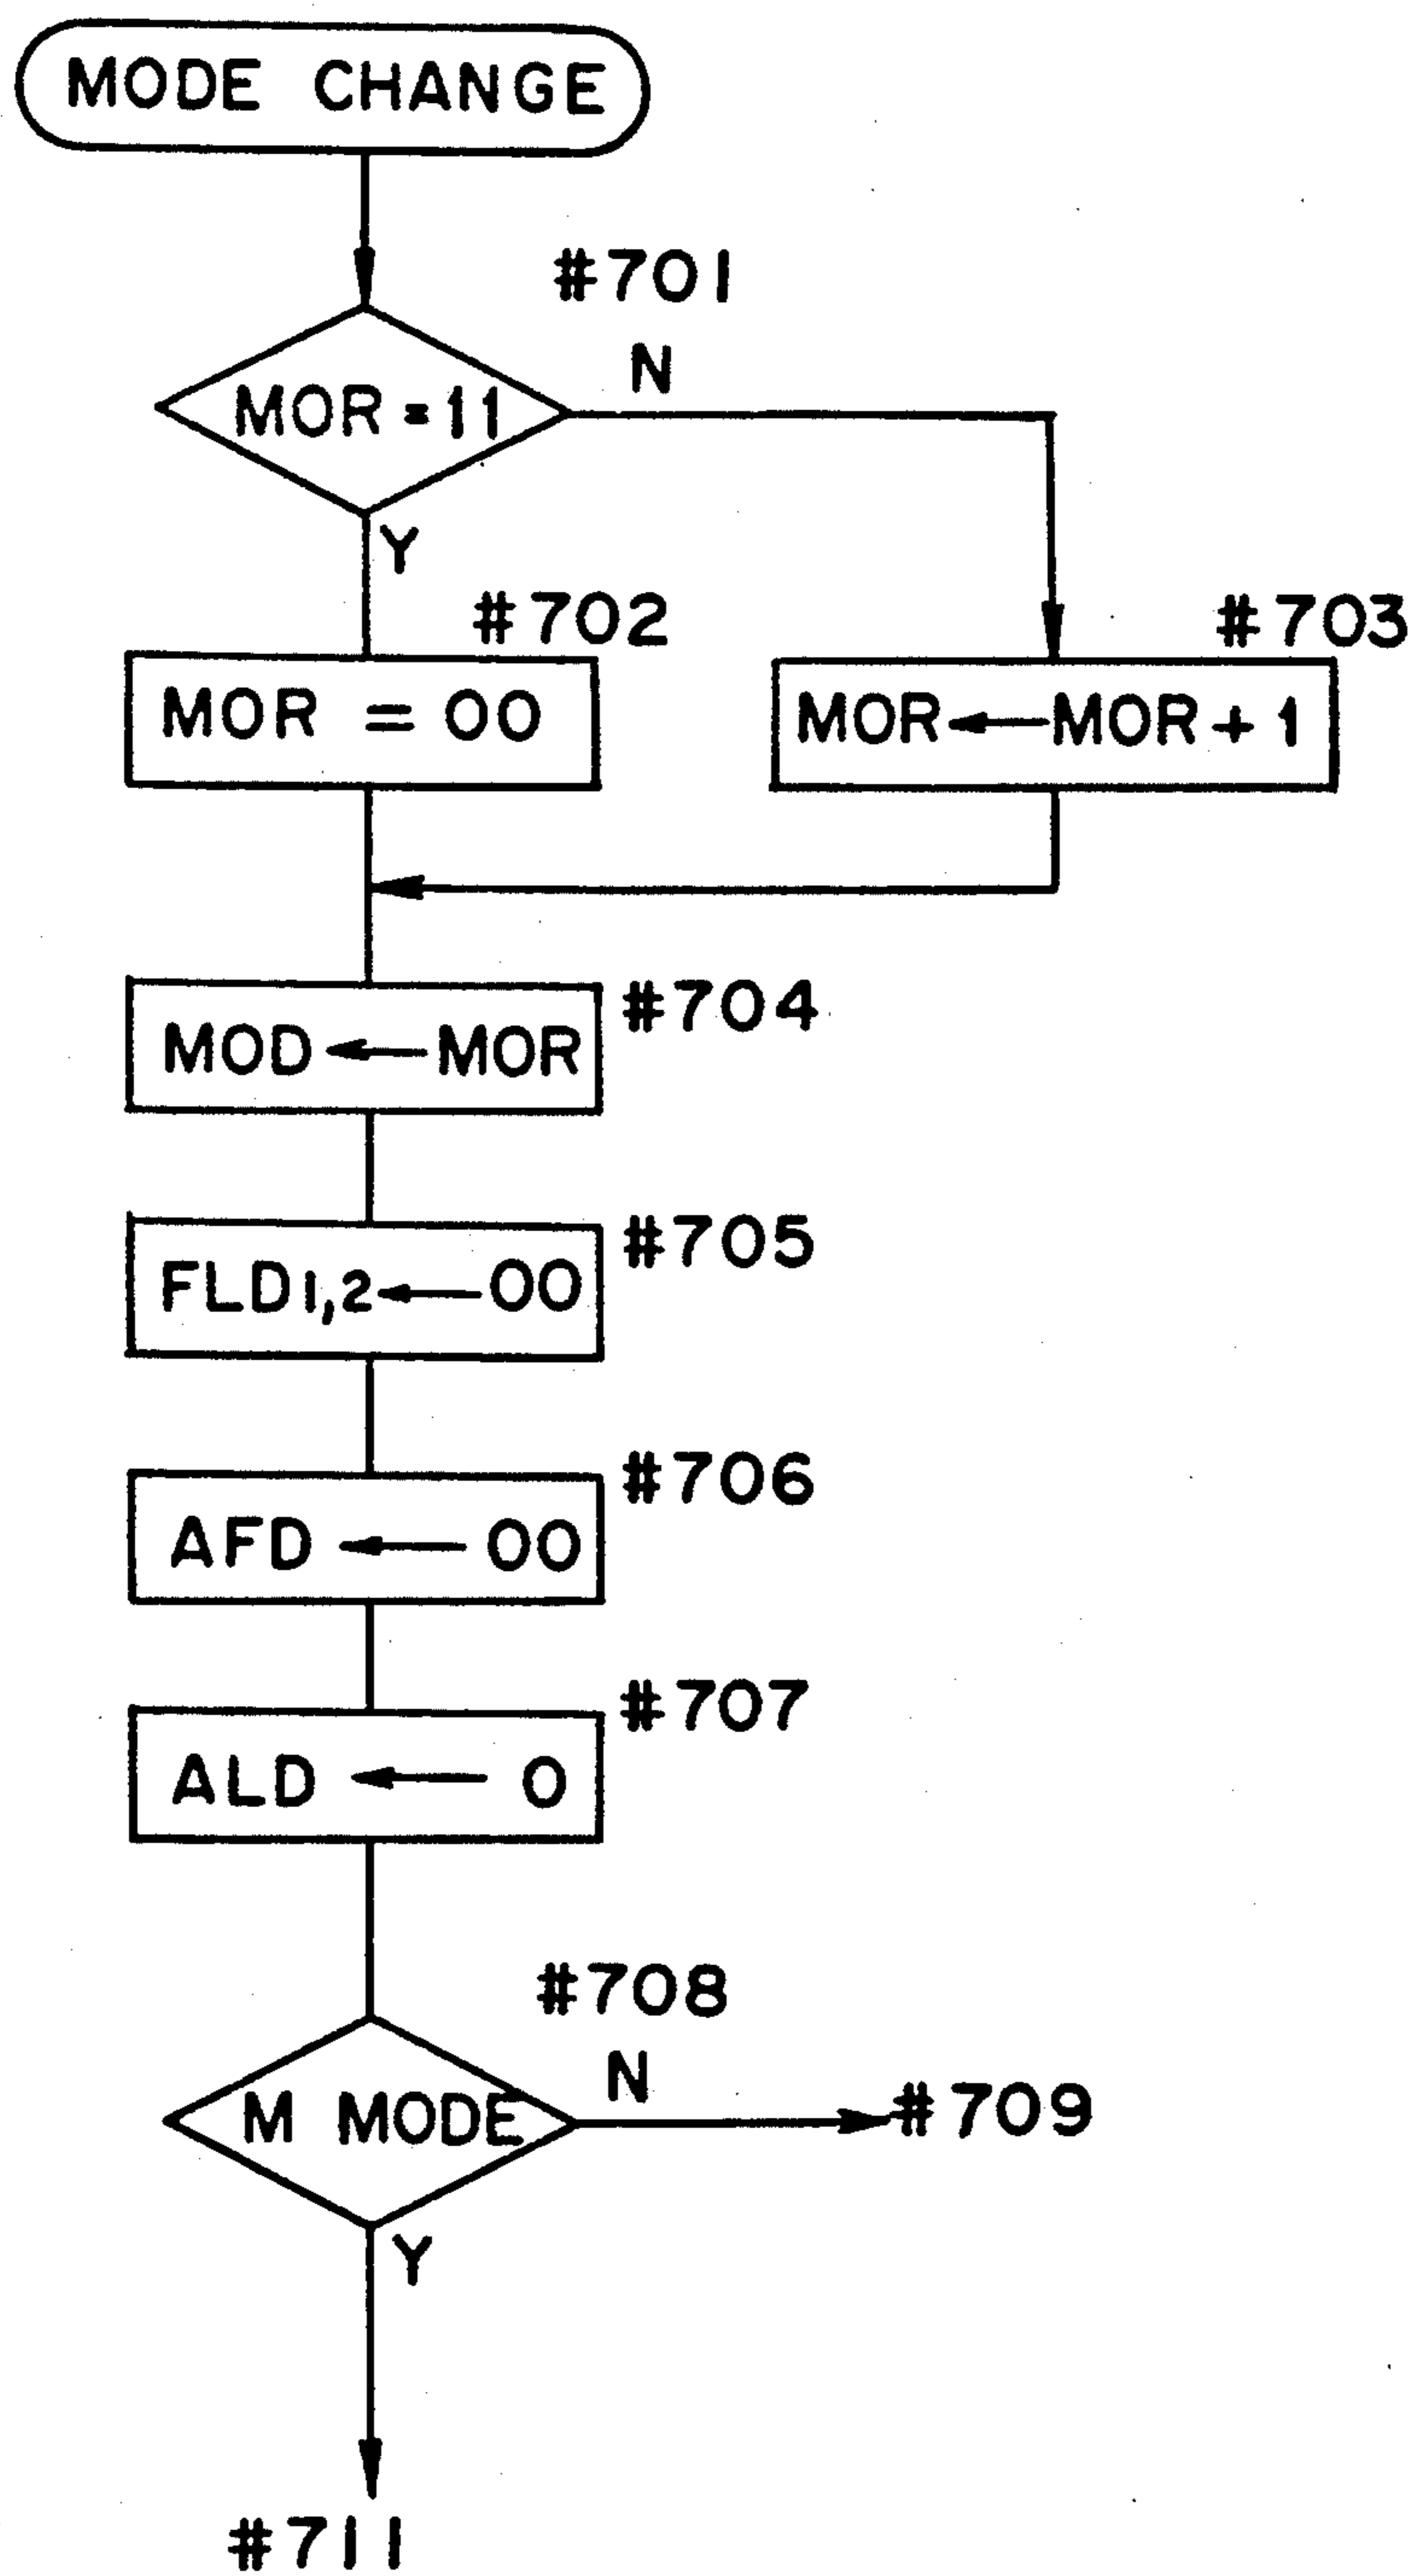 MODE CHANGE
#701
N
MOR = 11
Y
#702
#703
MOR = 00
MOR ← MOR + 1
#704
MOD ← MOR
#705
FLD1,2 ← 00
#706
AFD ← 00
#707
ALD ← 0
#708
N
M MODE
#709
Y
#711